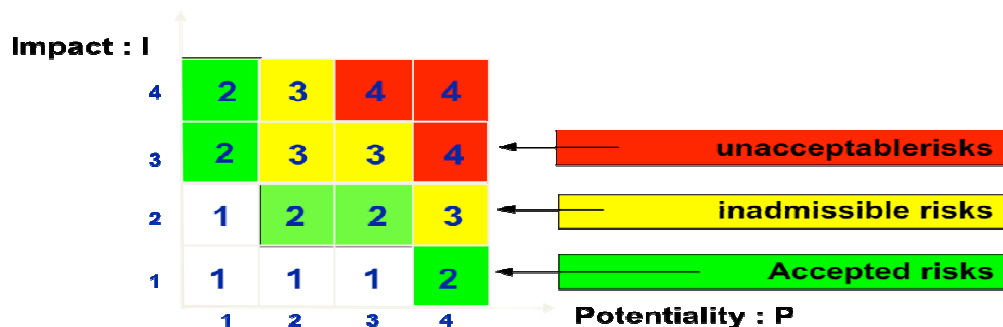 Impact : I
4 2 3 4 4
3 2 3 3 4 unacceptablerisks
2 1 2 2 3 inadmissible risks
1 1 1 1 2 Accepted risks
1 2 3 4 Potentiality : P